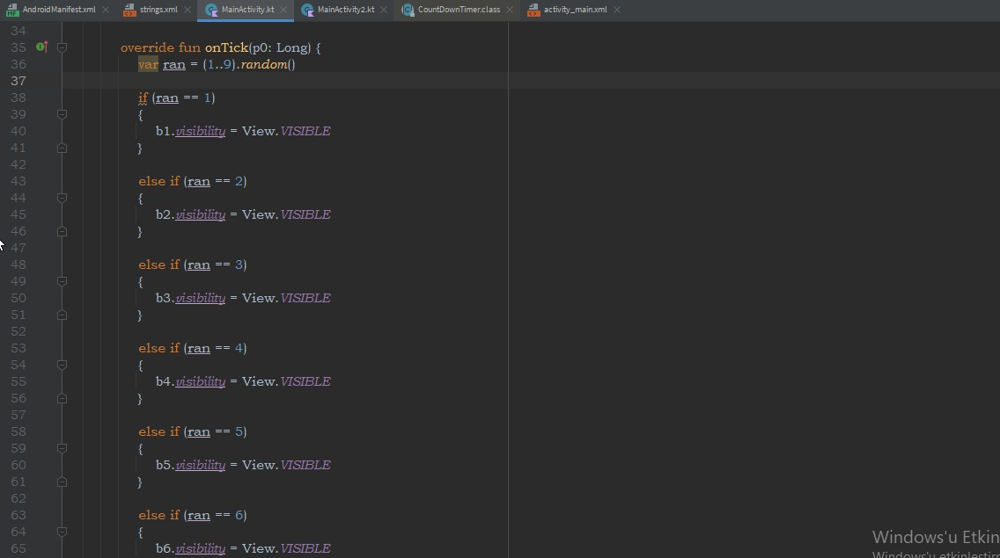 AndroidManifest.xml strings.xml MainActivity.kt MainActivity2.kt CountDownTimer.class activity_main.xml
34
35 override fun onTick(p0: Long) {
36 var ran = (1..9).random()
37
38 if (ran == 1)
39 {
40 b1.visibility = View.VISIBLE
41 }
42
43 else if (ran == 2)
44 {
45 b2.visibility = View.VISIBLE
46 }
47
48 else if (ran == 3)
49 {
50 b3.visibility = View.VISIBLE
51 }
52
53 else if (ran == 4)
54 {
55 b4.visibility = View.VISIBLE
56 }
57
58 else if (ran == 5)
59 {
60 b5.visibility = View.VISIBLE
61 }
62
63 else if (ran == 6)
64 {
65 b6.visibility = View.VISIBLE
Windows'u Etkin
Windows'u etkinleştirm